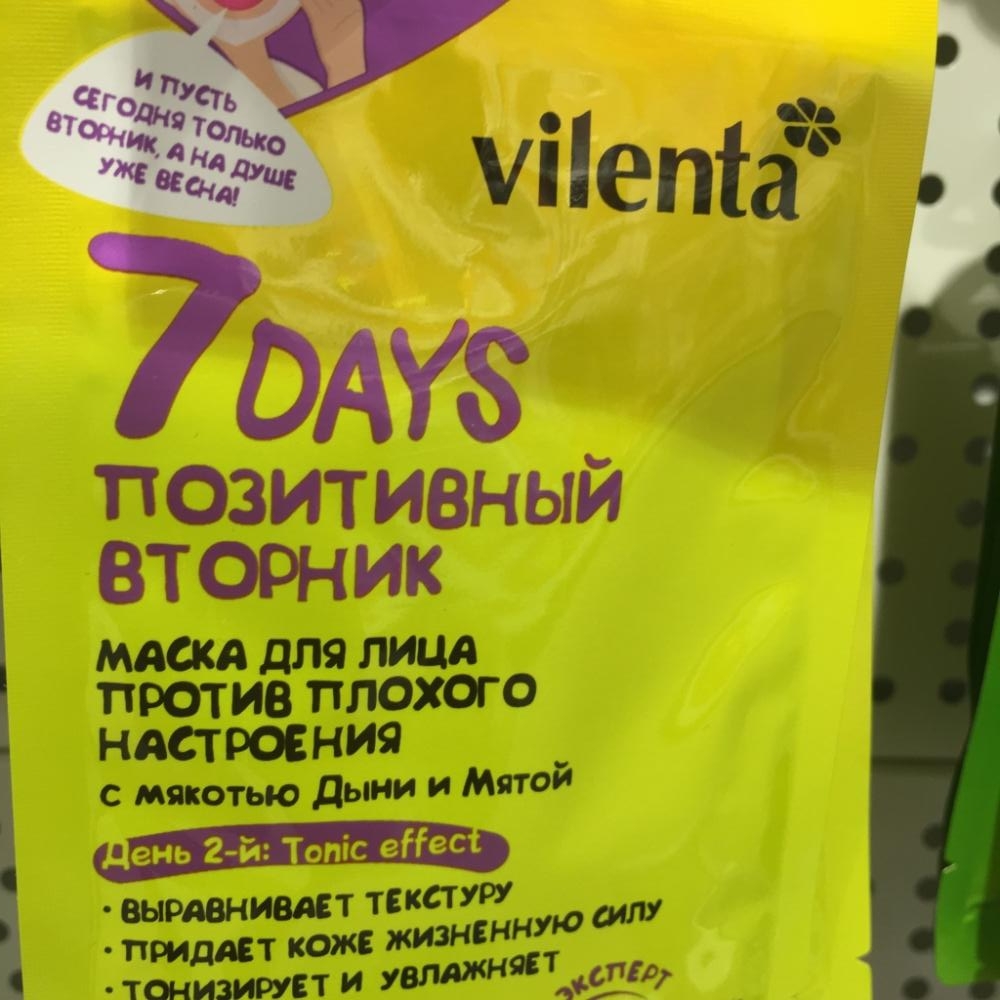 И ПУСТЬ
СЕГОДНЯ ТОЛЬКО
ВТОРНИК, А НА ДУШЕ
УЖЕ ВЕСНА!
vilenta
7 DAYS
ПОЗИТИВНЫЙ
ВТОРНИК
МАСКА ДЛЯ ЛИЦА
ПРОТИВ ПЛОХОГО
НАСТРОЕНИЯ
с мякотью Дыни и Мятой
День 2-й: Tonic effect
• ВЫРАВНИВАЕТ ТЕКСТУРУ
• ПРИДАЕТ КОЖЕ ЖИЗНЕННУЮ СИЛУ
• ТОНИЗИРУЕТ И УВЛАЖНЯЕТ
ЭКСПЕРТ